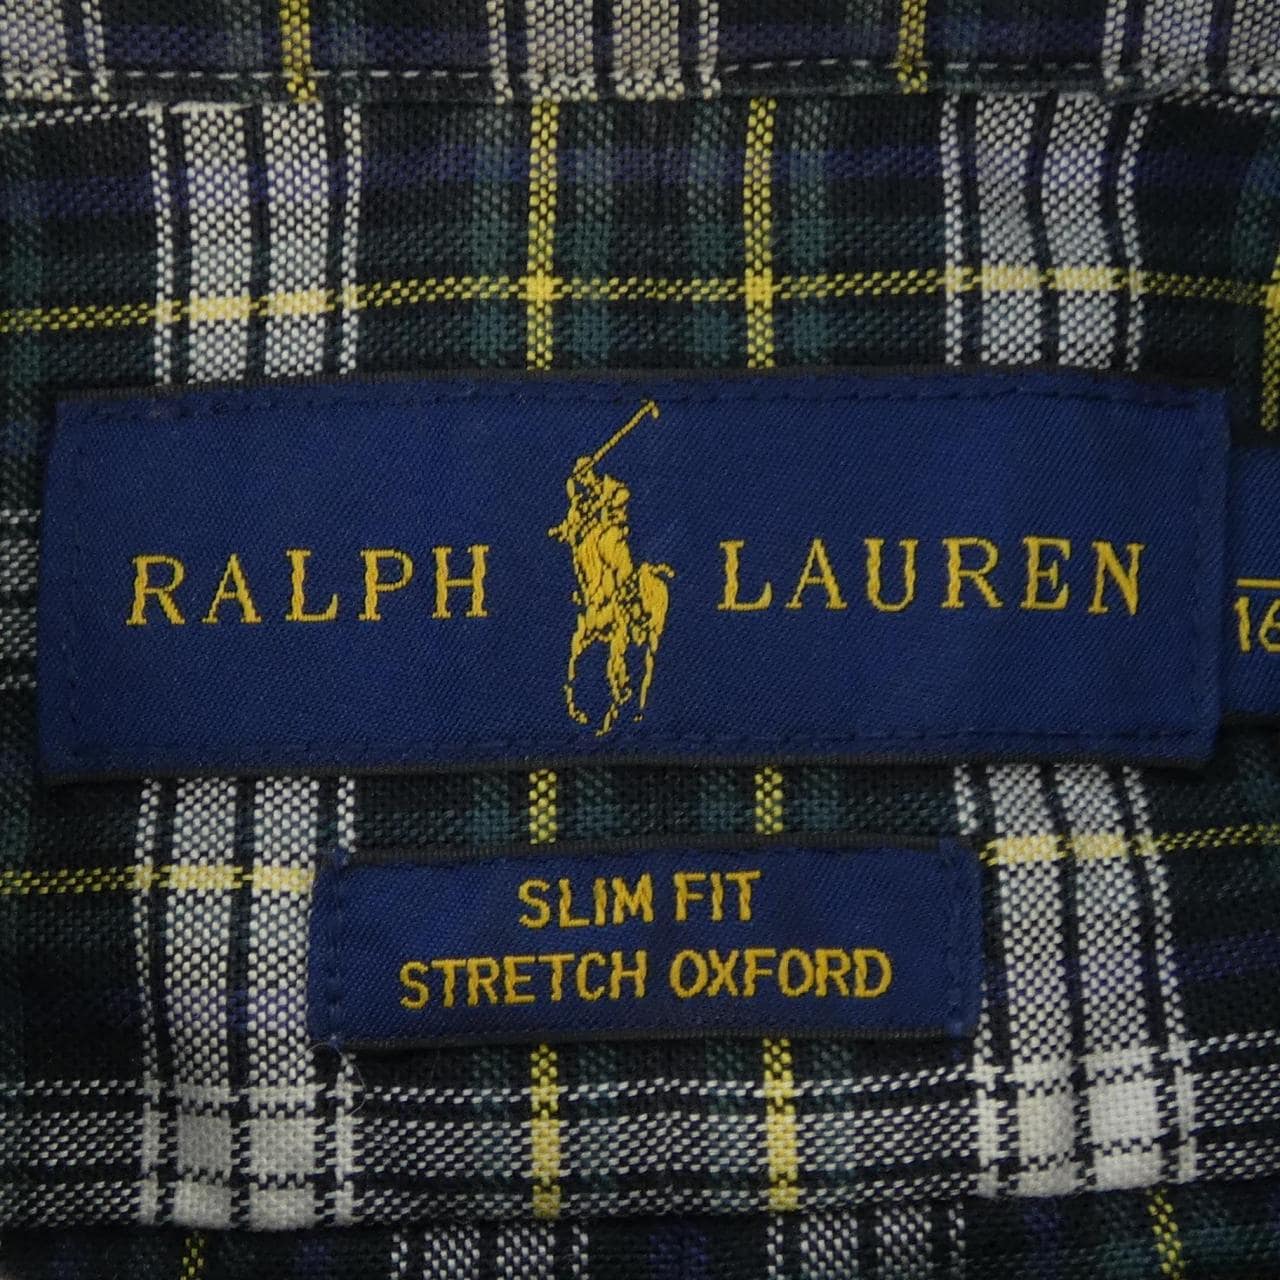 RALPH LAUREN
16
SLIM FIT
STRETCH OXFORD